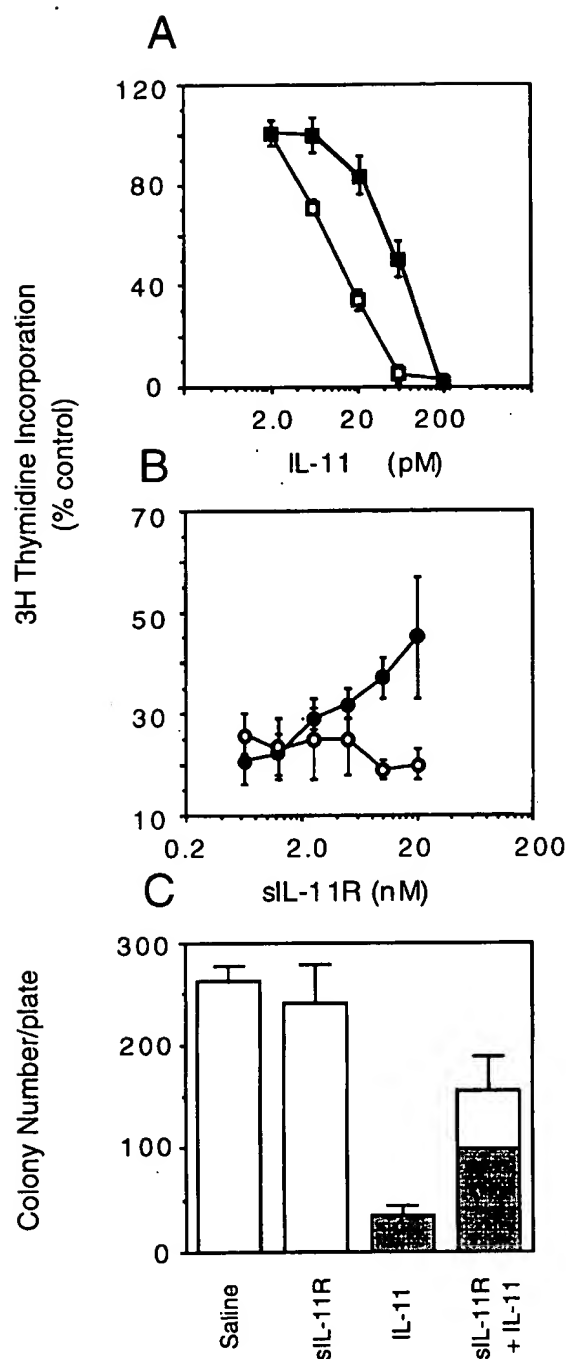 A
120
80
40
0
2.0 20 200
IL-11 (pM)
3H Thymidine Incorporation
(% control)
B
70
50
30
10
0.2 2.0 20 200
sIL-11R (nM)
C
300
200
100
0
Colony Number/plate
Saline
sIL-11R
IL-11
sIL-11R
+ IL-11